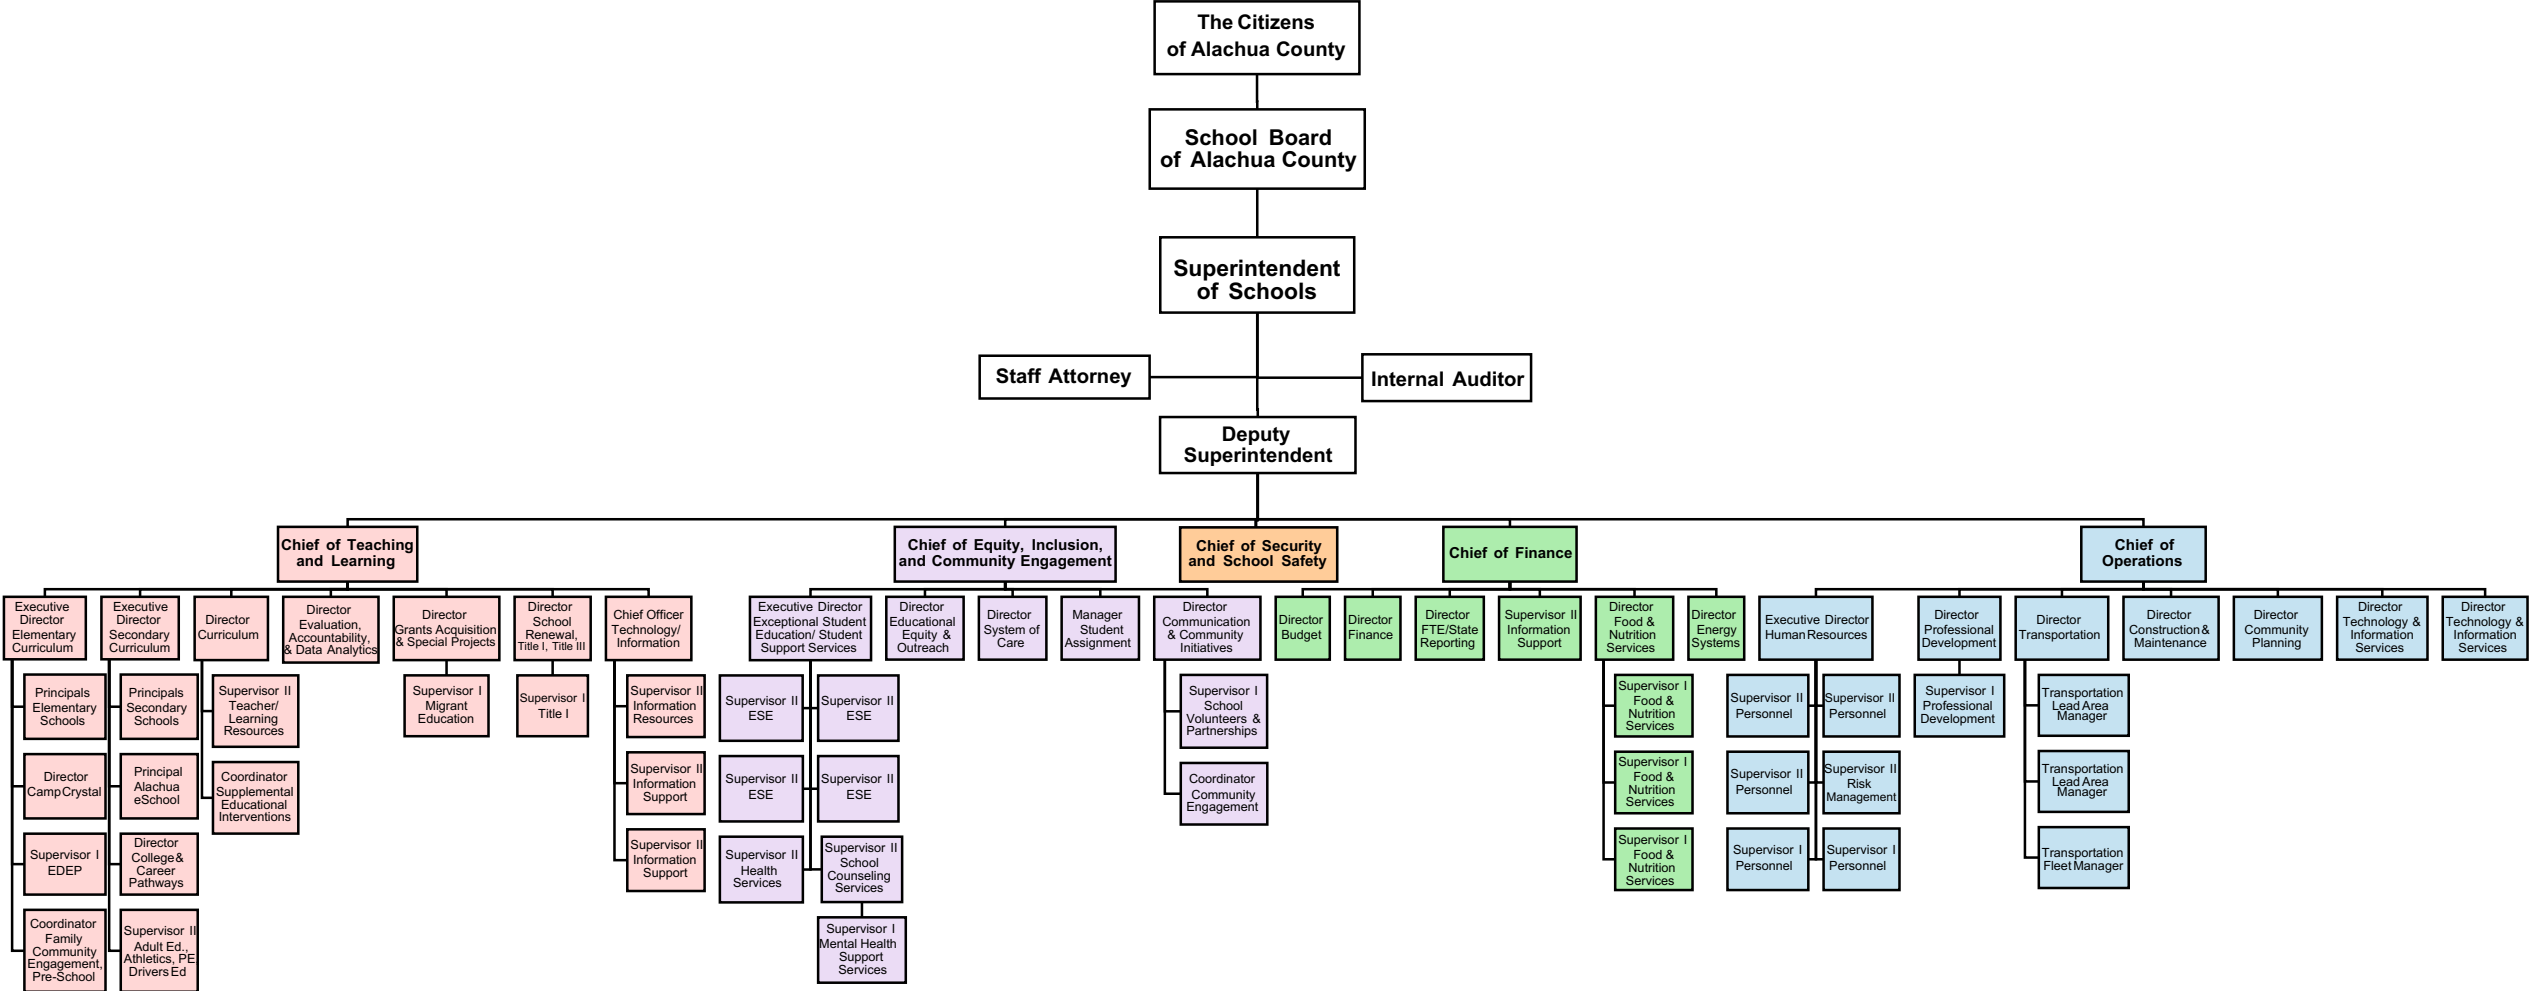 The Citizens
of Alachua County
School Board
of Alachua County
Superintendent
of Schools
Staff Attorney
Internal Auditor
Deputy
Superintendent
Chief of Teaching
and Learning
Chief of Equity, Inclusion,
and Community Engagement
Chief of Security
and School Safety
Chief of Finance
Chief of
Operations
Executive
Director
Elementary
Curriculum
Executive
Director
Secondary
Curriculum
Director
Curriculum
Director
Evaluation,
Accountability,
& Data Analytics
Director
Grants Acquisition
& Special Projects
Director
School
Renewal,
Title I, Title III
Chief Officer
Technology/
Information
Executive Director
Exceptional Student
Education/ Student
Support Services
Director
Educational
Equity &
Outreach
Director
System of
Care
Manager
Student
Assignment
Director
Communication
& Community
Initiatives
Director
Budget
Director
Finance
Director
FTE/State
Reporting
Supervisor II
Information
Support
Director
Food &
Nutrition
Services
Director
Energy
Systems
Executive Director
Human Resources
Director
Professional
Development
Director
Transportation
Director
Construction &
Maintenance
Director
Community
Planning
Director
Technology &
Information
Services
Director
Technology &
Information
Services
Principals
Elementary
Schools
Director
Camp Crystal
Supervisor I
EDEP
Coordinator
Family
Community
Engagement,
Pre-School
Principals
Secondary
Schools
Principal
Alachua
eSchool
Director
College &
Career
Pathways
Supervisor II
Adult Ed.,
Athletics, PE
Drivers Ed
Supervisor II
Teacher/
Learning
Resources
Coordinator
Supplemental
Educational
Interventions
Supervisor I
Migrant
Education
Supervisor I
Title I
Supervisor II
Information
Resources
Supervisor II
Information
Support
Supervisor II
Information
Support
Supervisor II
ESE
Supervisor II
ESE
Supervisor II
ESE
Supervisor II
ESE
Supervisor II
Health
Services
Supervisor II
School
Counseling
Services
Supervisor I
Mental Health
Support
Services
Supervisor I
School
Volunteers &
Partnerships
Coordinator
Community
Engagement
Supervisor I
Food &
Nutrition
Services
Supervisor I
Food &
Nutrition
Services
Supervisor I
Food &
Nutrition
Services
Supervisor II
Personnel
Supervisor II
Personnel
Supervisor II
Personnel
Supervisor II
Risk
Management
Supervisor I
Personnel
Supervisor I
Personnel
Supervisor I
Professional
Development
Transportation
Lead Area
Manager
Transportation
Lead Area
Manager
Transportation
Fleet Manager